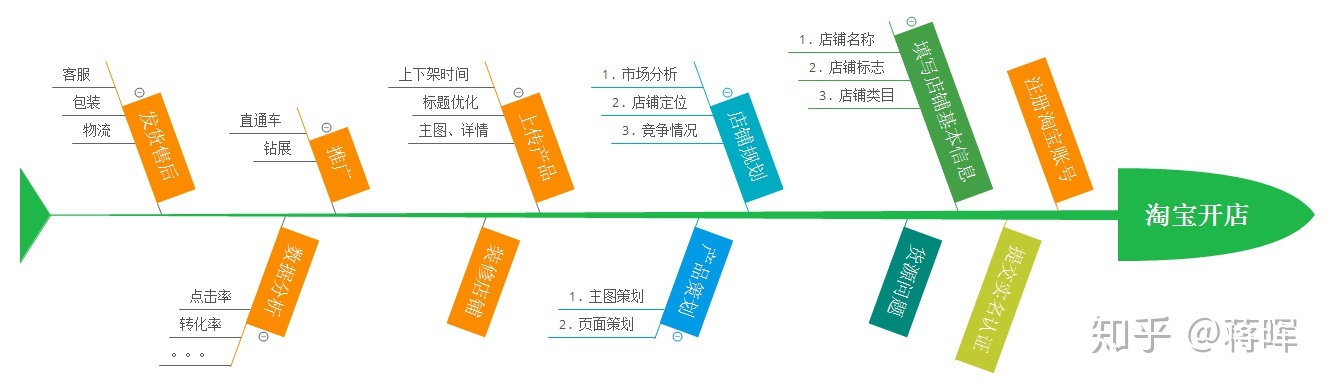 客服
包装
物流
发货售后
直通车
钻展
推广
上下架时间
标题优化
主图、详情
上传产品
1. 市场分析
2. 店铺定位
3. 竞争情况
店铺规划
1. 店铺名称
2. 店铺标志
3. 店铺类目
填写店铺基本信息
注册淘宝账号
淘宝开店
点击率
转化率
。。。
数据分析
装修店铺
1. 主图策划
2. 页面策划
产品策划
货源问题
提交实名认证
知乎 @蒋晖